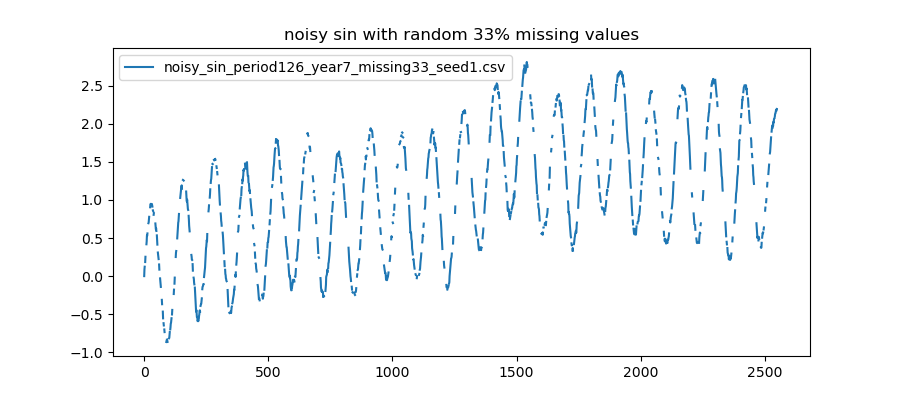 noisy sin with random 33% missing values
noisy_sin_period126_year7_missing33_seed1.csv
2.5
2.0
1.5
1.0
0.5
0.0
−0.5
−1.0
0 500 1000 1500 2000 2500